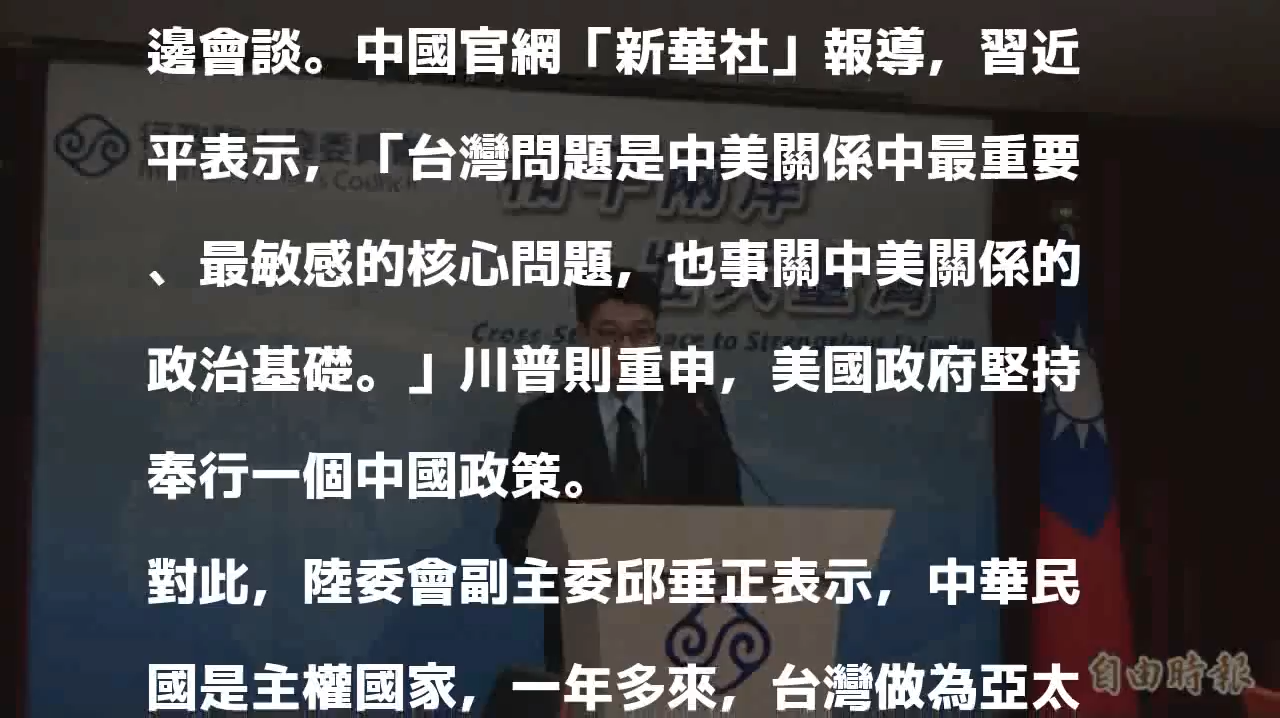 邊會談。中國官網「新華社」報導，習近
平表示，「台灣問題是中美關係中最重要
、最敏感的核心問題，也事關中美關係的
政治基礎。」川普則重申，美國政府堅持
奉行一個中國政策。
對此，陸委會副主委邱垂正表示，中華民
國是主權國家，一年多來，台灣做為亞太
Cross
to Strengthen
自由時報